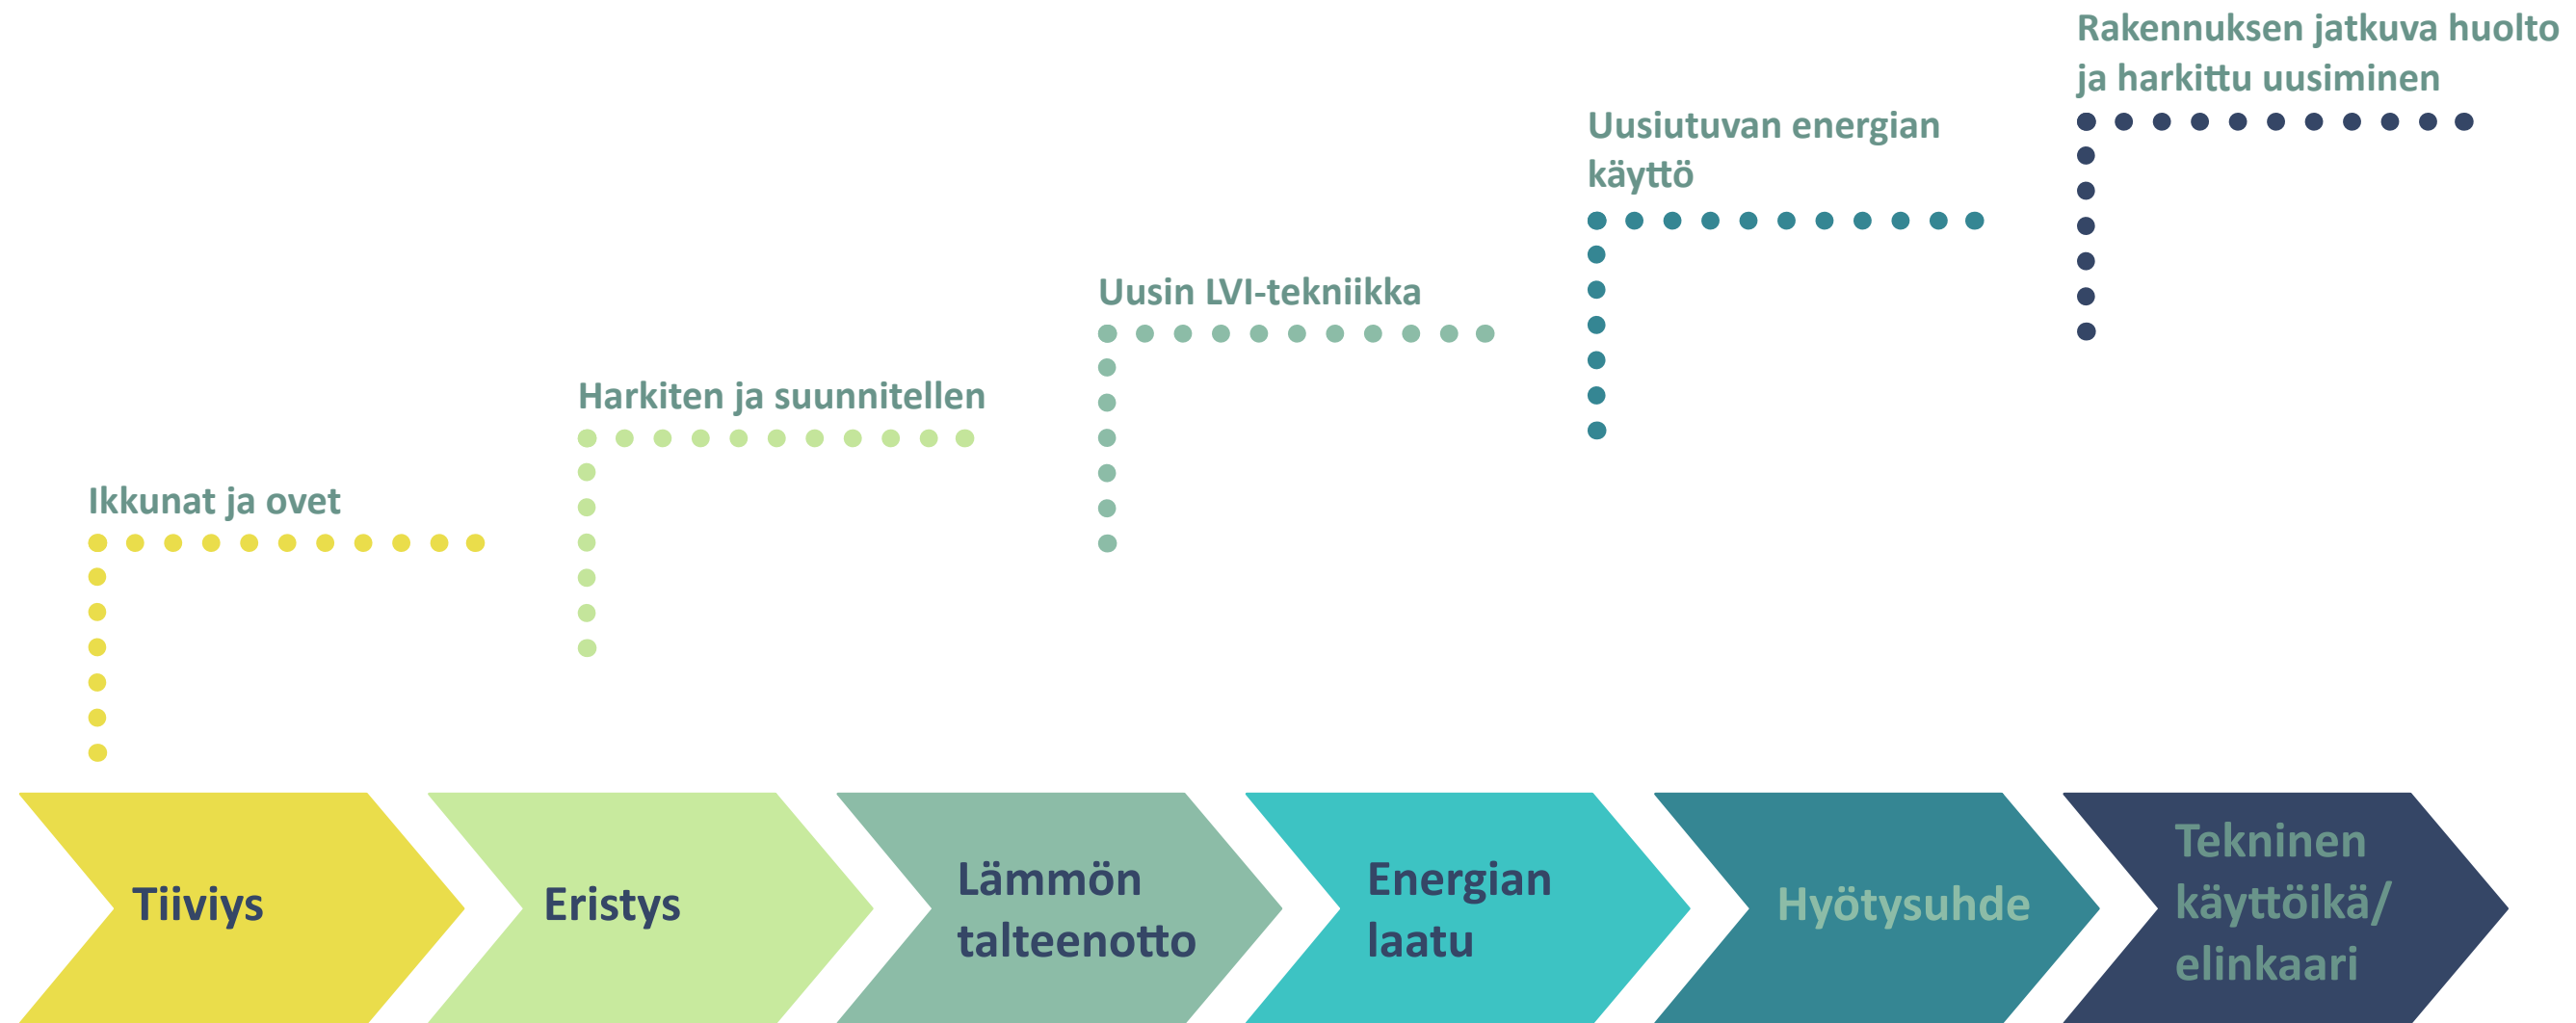 Rakennuksen jatkuva huolto
ja harkittu uusiminen
Uusiutuvan energian
käyttö
Uusin LVI-tekniikka
Harkiten ja suunnitellen
Ikkunat ja ovet
Tiiviys
Eristys
Lämmön
talteenotto
Energian
laatu
Hyötysuhde
Tekninen
käyttöikä/
elinkaari